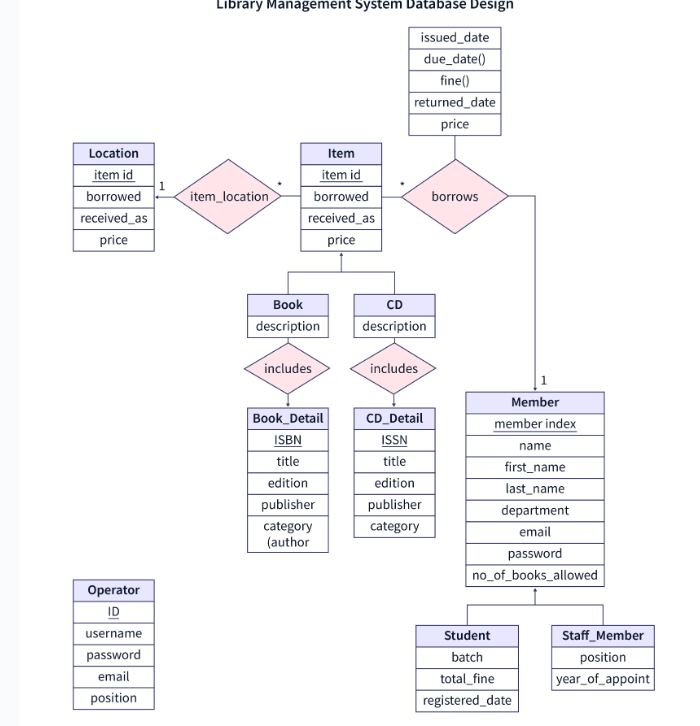 Library Management System Database Design
issued_date
due_date()
fine()
returned_date
price
Location
item id
borrowed
received_as
price
1
item_location
*
Item
item id
borrowed
received_as
price
*
borrows
Book
description
CD
description
includes
includes
1
Book_Detail
ISBN
title
edition
publisher
category
(author
CD_Detail
ISSN
title
edition
publisher
category
Member
member index
name
first_name
last_name
department
email
password
no_of_books_allowed
Operator
ID
username
password
email
position
Student
batch
total_fine
registered_date
Staff_Member
position
year_of_appoint